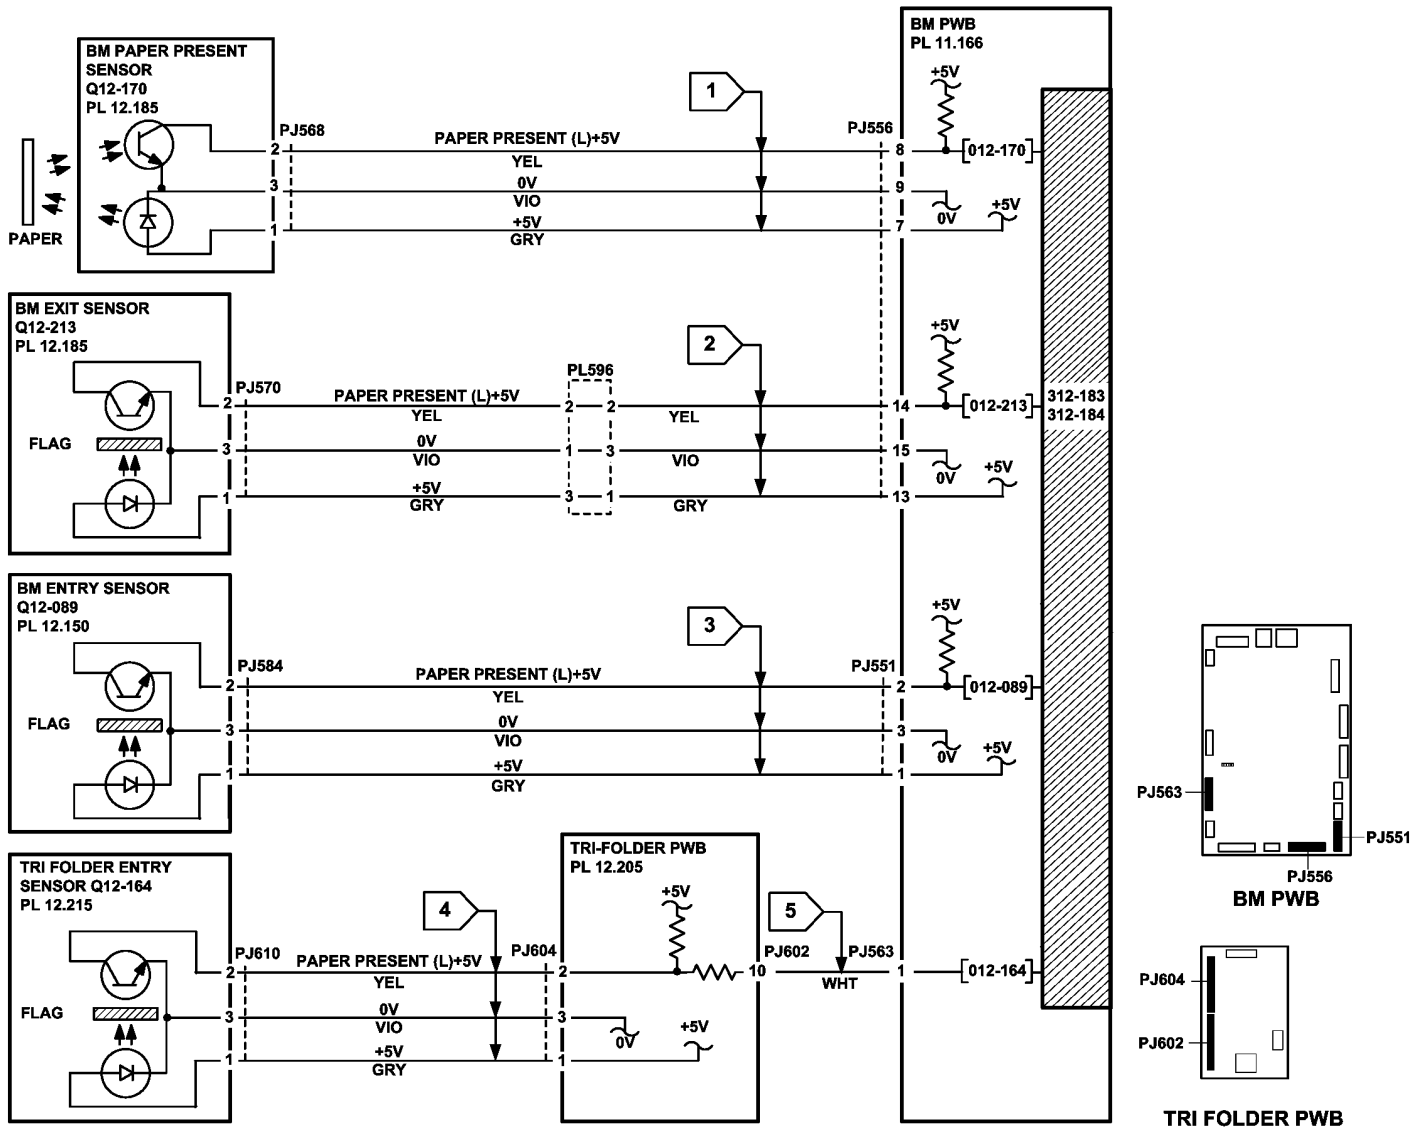 BM PAPER PRESENT
SENSOR
Q12-170
PL 12.185
PAPER
PJ568
2
3
1
PAPER PRESENT (L)+5V
YEL
0V
VIO
+5V
GRY
1
PJ556
8
9
7
BM PWB
PL 11.166
+5V
[012-170]
0V
+5V
BM EXIT SENSOR
Q12-213
PL 12.185
FLAG
PJ570
2
3
1
PAPER PRESENT (L)+5V
YEL
0V
VIO
+5V
GRY
PL596
2 2
1 3
3 1
2
YEL
VIO
GRY
14
15
13
+5V
[012-213]
0V
+5V
312-183
312-184
BM ENTRY SENSOR
Q12-089
PL 12.150
FLAG
PJ584
2
3
1
PAPER PRESENT (L)+5V
YEL
0V
VIO
+5V
GRY
3
PJ551
2
3
1
+5V
[012-089]
0V
+5V
TRI FOLDER ENTRY
SENSOR Q12-164
PL 12.215
FLAG
PJ610
2
3
1
PAPER PRESENT (L)+5V
YEL
0V
VIO
+5V
GRY
4
PJ604
2
3
1
TRI-FOLDER PWB
PL 12.205
+5V
0V
+5V
10
PJ602
5
WHT
PJ563
1
[012-164]
PJ563
PJ551
PJ556
BM PWB
PJ604
PJ602
TRI FOLDER PWB